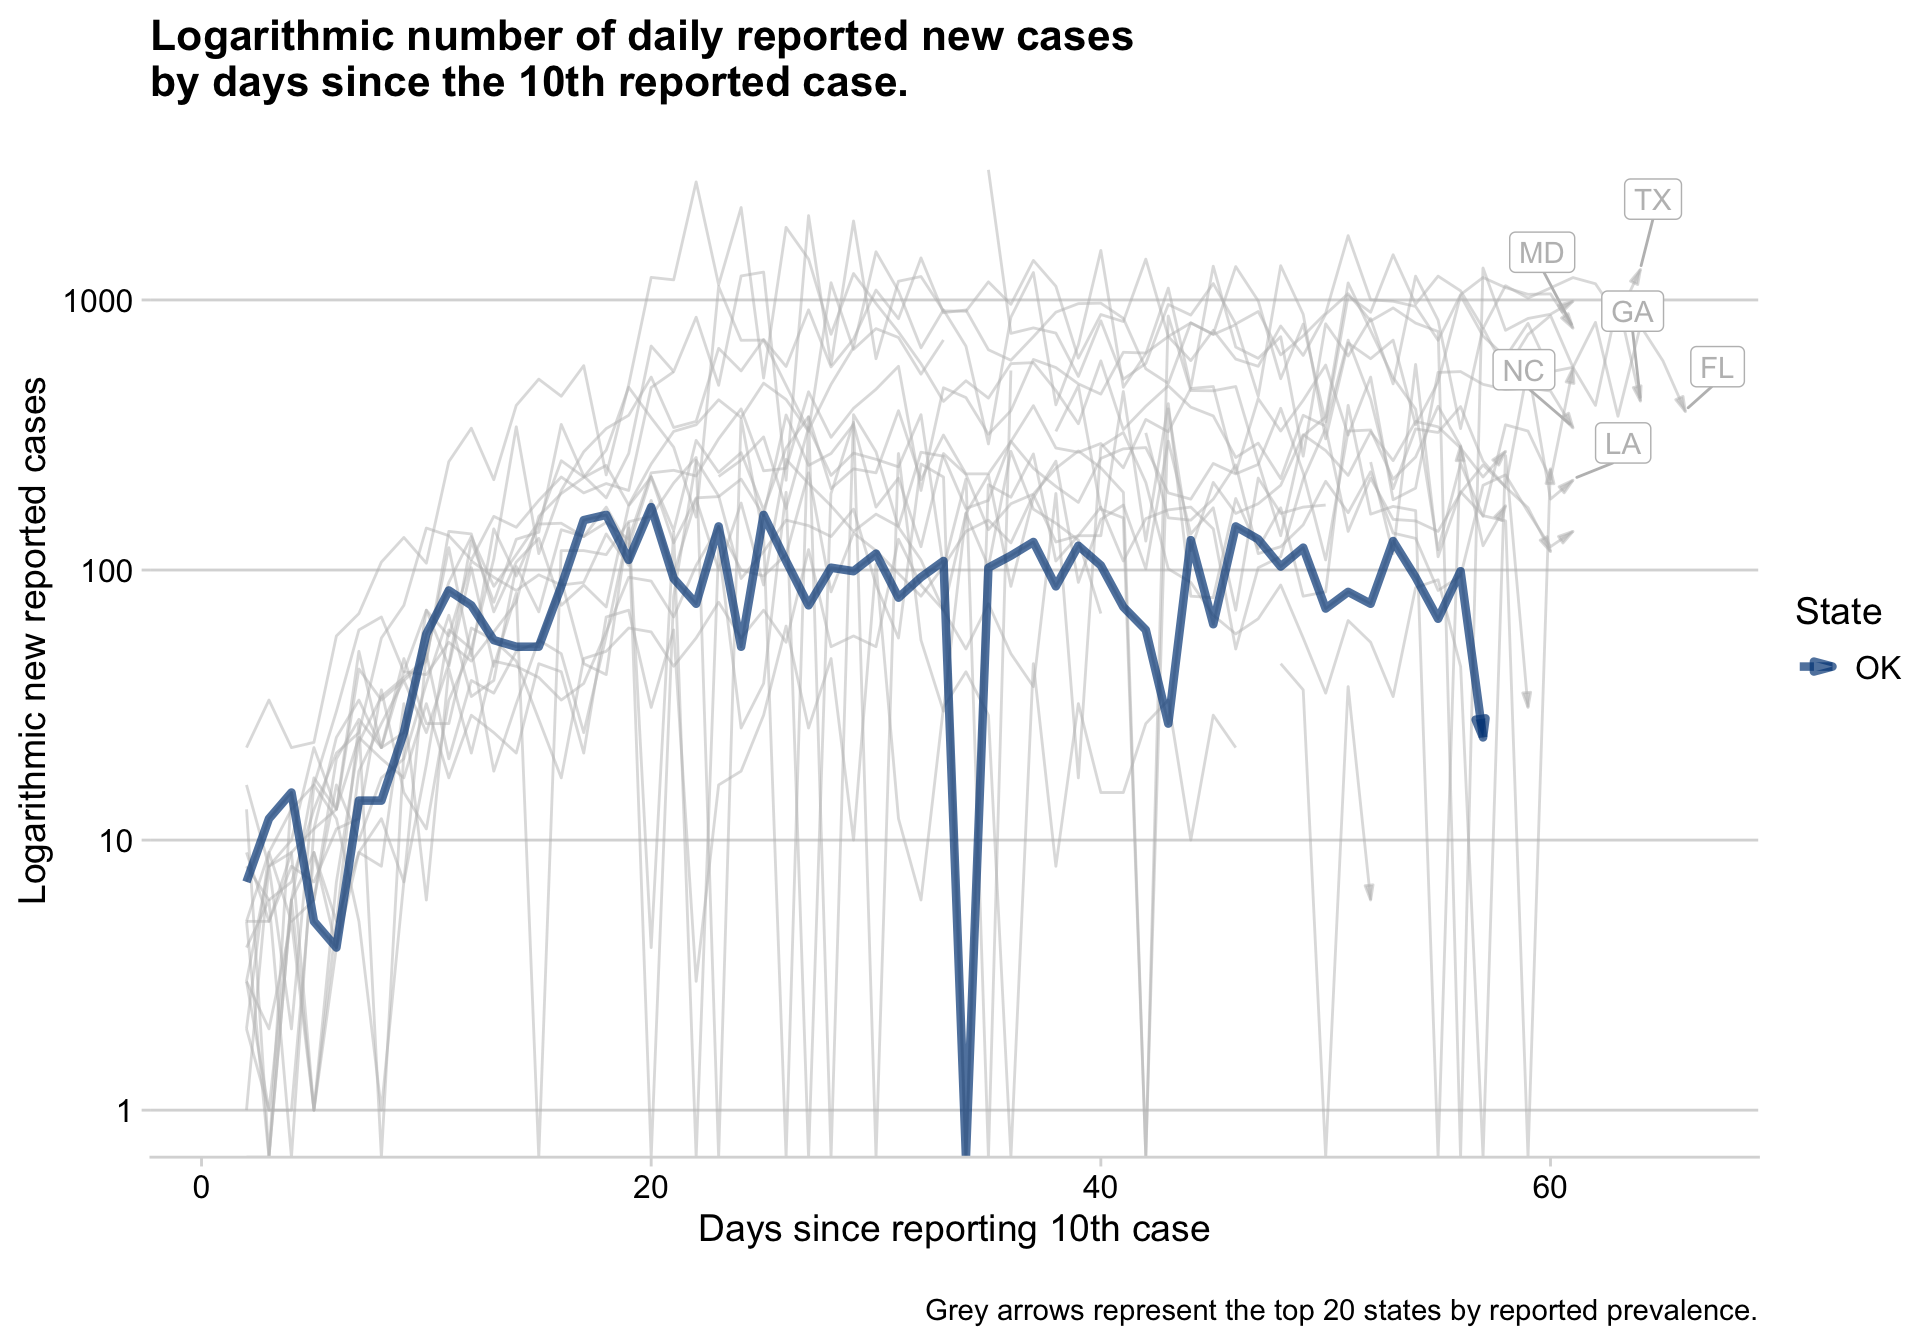 Logarithmic number of daily reported new cases
by days since the 10th reported case.
Logarithmic new reported cases
1000
100
10
1
TX
MD
GA
NC
FL
LA
State
OK
0
20
40
60
Days since reporting 10th case
Grey arrows represent the top 20 states by reported prevalence.